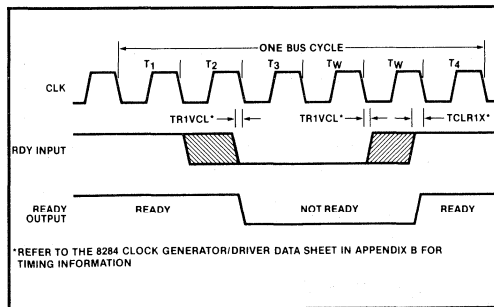 ONE BUS CYCLE
T1 T2 T3 TW TW T4
CLK
TR1VCL* TR1VCL* TCLR1X*
RDY INPUT
READY OUTPUT
READY NOT READY READY
*REFER TO THE 8284 CLOCK GENERATOR/DRIVER DATA SHEET IN APPENDIX B FOR
TIMING INFORMATION